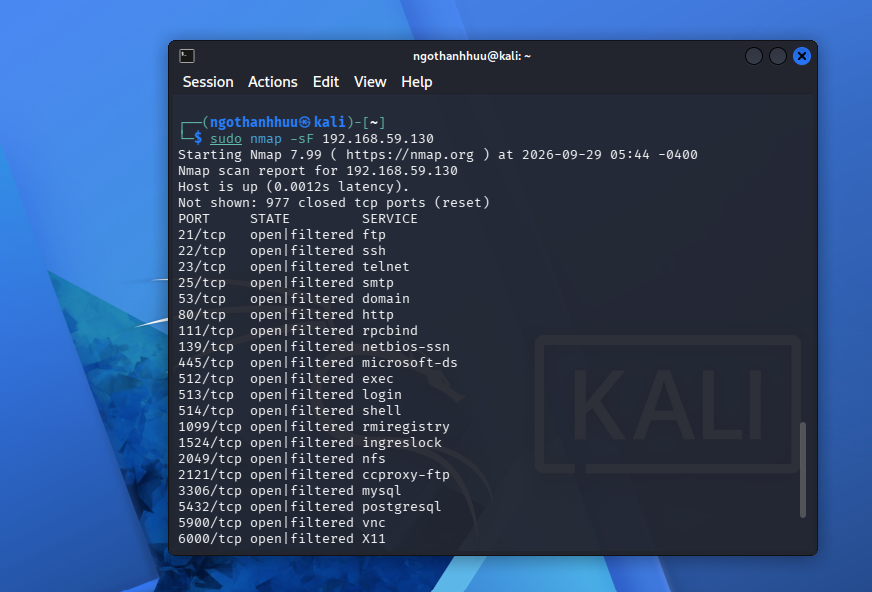 ngothanhhuu@kali: ~
Session Actions Edit View Help
┌──(ngothanhhuu㉿kali)-[~]
└─$ sudo nmap -sF 192.168.59.130
Starting Nmap 7.99 ( https://nmap.org ) at 2026-09-29 05:44 -0400
Nmap scan report for 192.168.59.130
Host is up (0.0012s latency).
Not shown: 977 closed tcp ports (reset)
PORT     STATE         SERVICE
21/tcp   open|filtered ftp
22/tcp   open|filtered ssh
23/tcp   open|filtered telnet
25/tcp   open|filtered smtp
53/tcp   open|filtered domain
80/tcp   open|filtered http
111/tcp  open|filtered rpcbind
139/tcp  open|filtered netbios-ssn
445/tcp  open|filtered microsoft-ds
512/tcp  open|filtered exec
513/tcp  open|filtered login
514/tcp  open|filtered shell
1099/tcp open|filtered rmiregistry
1524/tcp open|filtered ingreslock
2049/tcp open|filtered nfs
2121/tcp open|filtered ccproxy-ftp
3306/tcp open|filtered mysql
5432/tcp open|filtered postgresql
5900/tcp open|filtered vnc
6000/tcp open|filtered X11
KALI